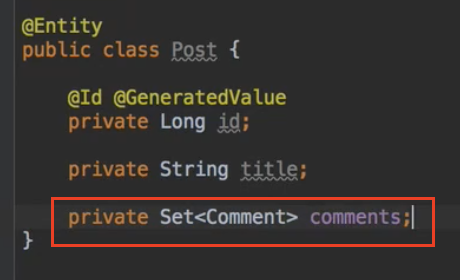 @Entity
public class Post {
@Id @GeneratedValue
private Long id;
private String title;
private Set<Comment> comments;
}